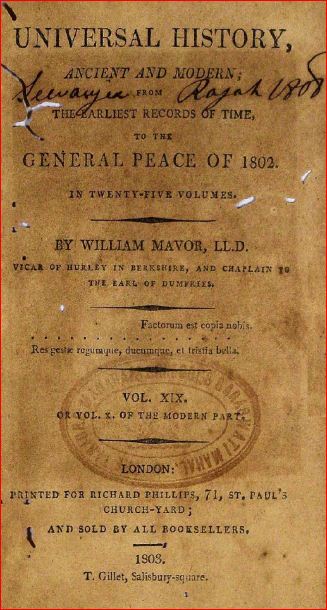 UNIVERSAL HISTORY,
ANCIENT AND MODERN;
FROM
Rajah 1808
THE EARLIEST RECORDS OF TIME,
TO THE
GENERAL PEACE OF 1802.
IN TWENTY-FIVE VOLUMES.
BY WILLIAM MAVOR, LL.D.
VICAR OF HURLEY IN BERKSHIRE, AND CHAPLAIN TO
THE EARL OF DUMFRIES.
Factorum est copia nobis.
Res gestæ regumque, ducumque, et tristia bella.
VOL. XIX.
OR VOL. X. OF THE MODERN PART.
MAHAL
LONDON:
PRINTED FOR RICHARD PHILLIPS, 71, ST. PAUL'S
CHURCH-YARD;
AND SOLD BY ALL BOOKSELLERS.
1803.
T. Gillet, Salisbury-square.